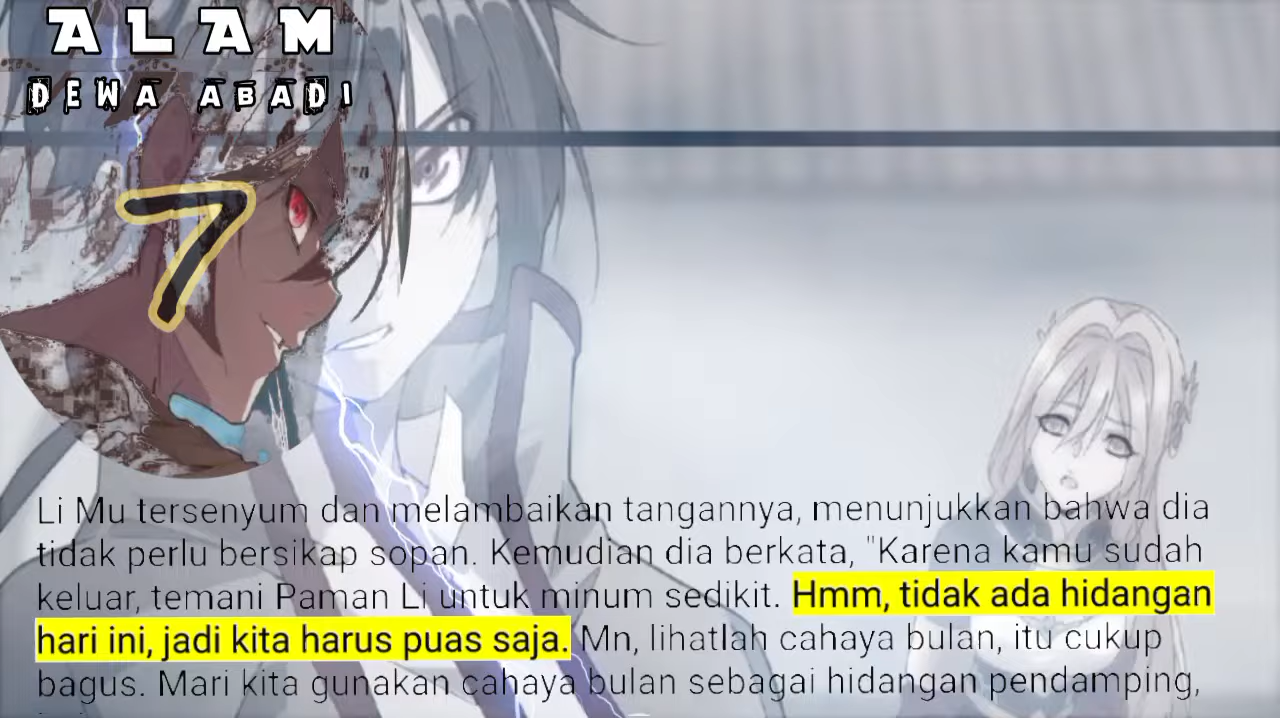 ALAM
DEWA ABADI
7
Li Mu tersenyum dan melambaikan tangannya, menunjukkan bahwa dia
tidak perlu bersikap sopan. Kemudian dia berkata, "Karena kamu sudah
keluar, temani Paman Li untuk minum sedikit. Hmm, tidak ada hidangan
hari ini, jadi kita harus puas saja. Mn, lihatlah cahaya bulan, itu cukup
bagus. Mari kita gunakan cahaya bulan sebagai hidangan pendamping,